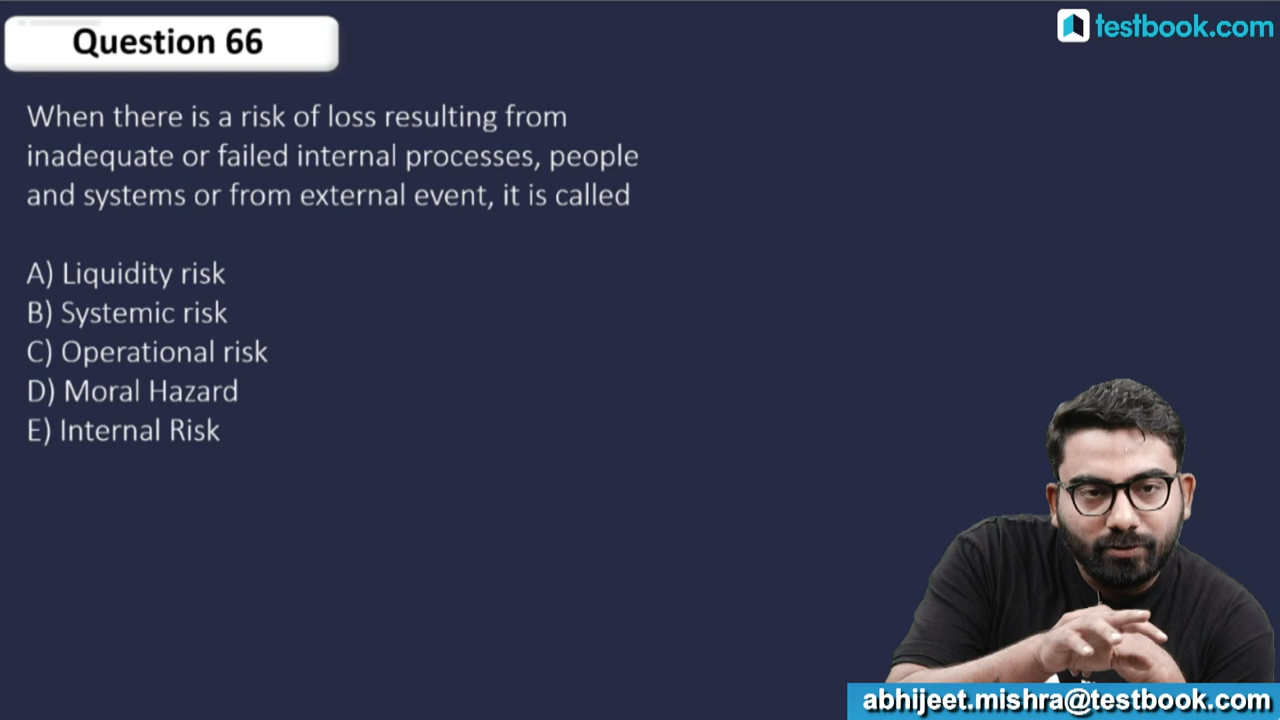 Question 66
testbook.com
When there is a risk of loss resulting from
inadequate or failed internal processes, people
and systems or from external event, it is called
A) Liquidity risk
B) Systemic risk
C) Operational risk
D) Moral Hazard
E) Internal Risk
abhijeet.mishra@testbook.com